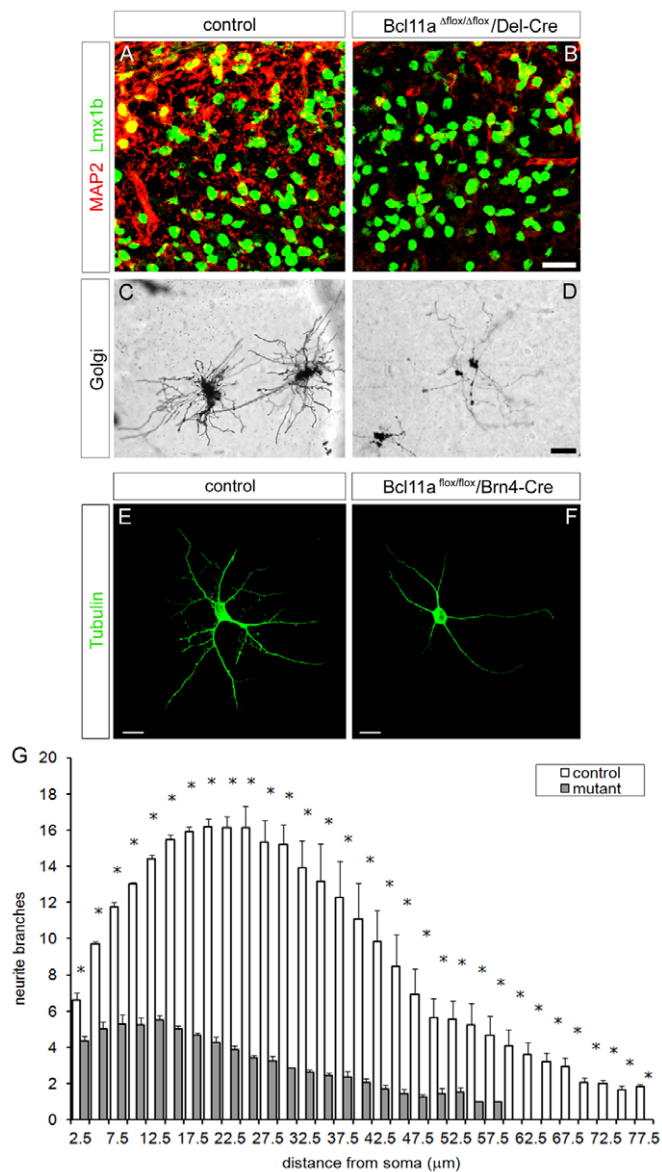 control
Bcl11a Δflox/Δflox/Del-Cre
MAP2 Lmx1b
A
B
Golgi
C
D
control
Bcl11a flox/flox/Brn4-Cre
Tubulin
E
F
G
control
mutant
neurite branches
20
18
16
14
12
10
8
6
4
2
0
* * * * * * * * * * * * * * * * * * * * * * * * * * * * * * *
2.5 7.5 12.5 17.5 22.5 27.5 32.5 37.5 42.5 47.5 52.5 57.5 62.5 67.5 72.5 77.5
distance from soma (µm)